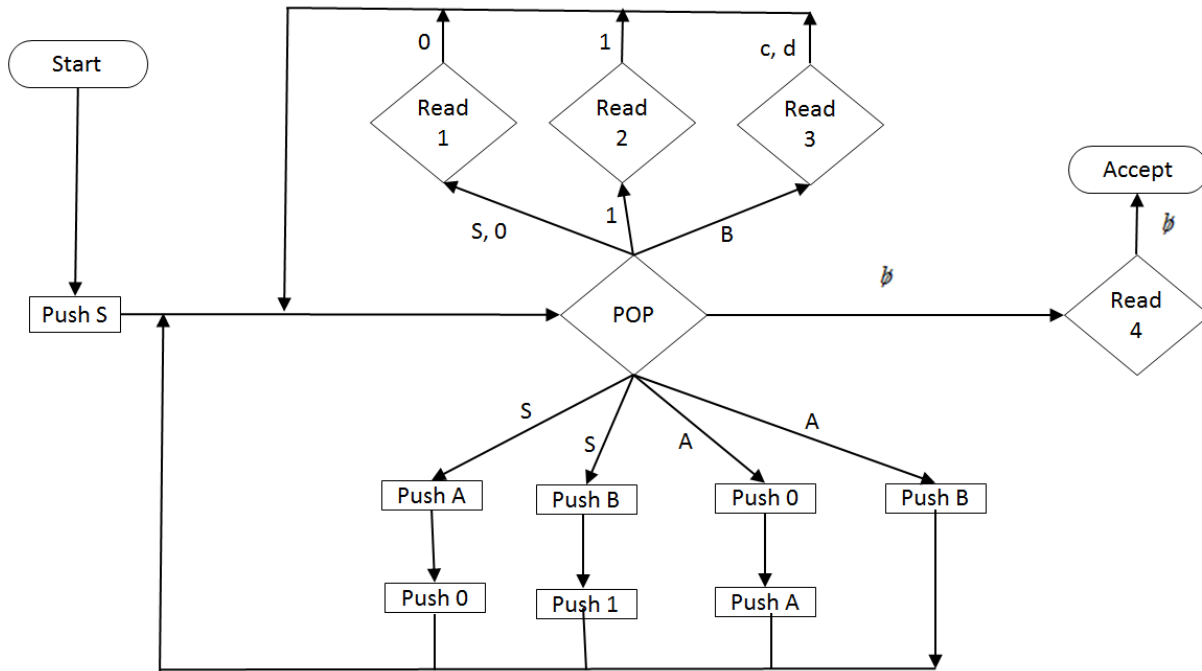 0
1
c, d
Start
Read
1
Read
2
Read
3
Accept
S, 0
1
B
ƀ
ƀ
Push S
POP
Read
4
S
S
A
A
Push A
Push B
Push 0
Push B
Push 0
Push 1
Push A